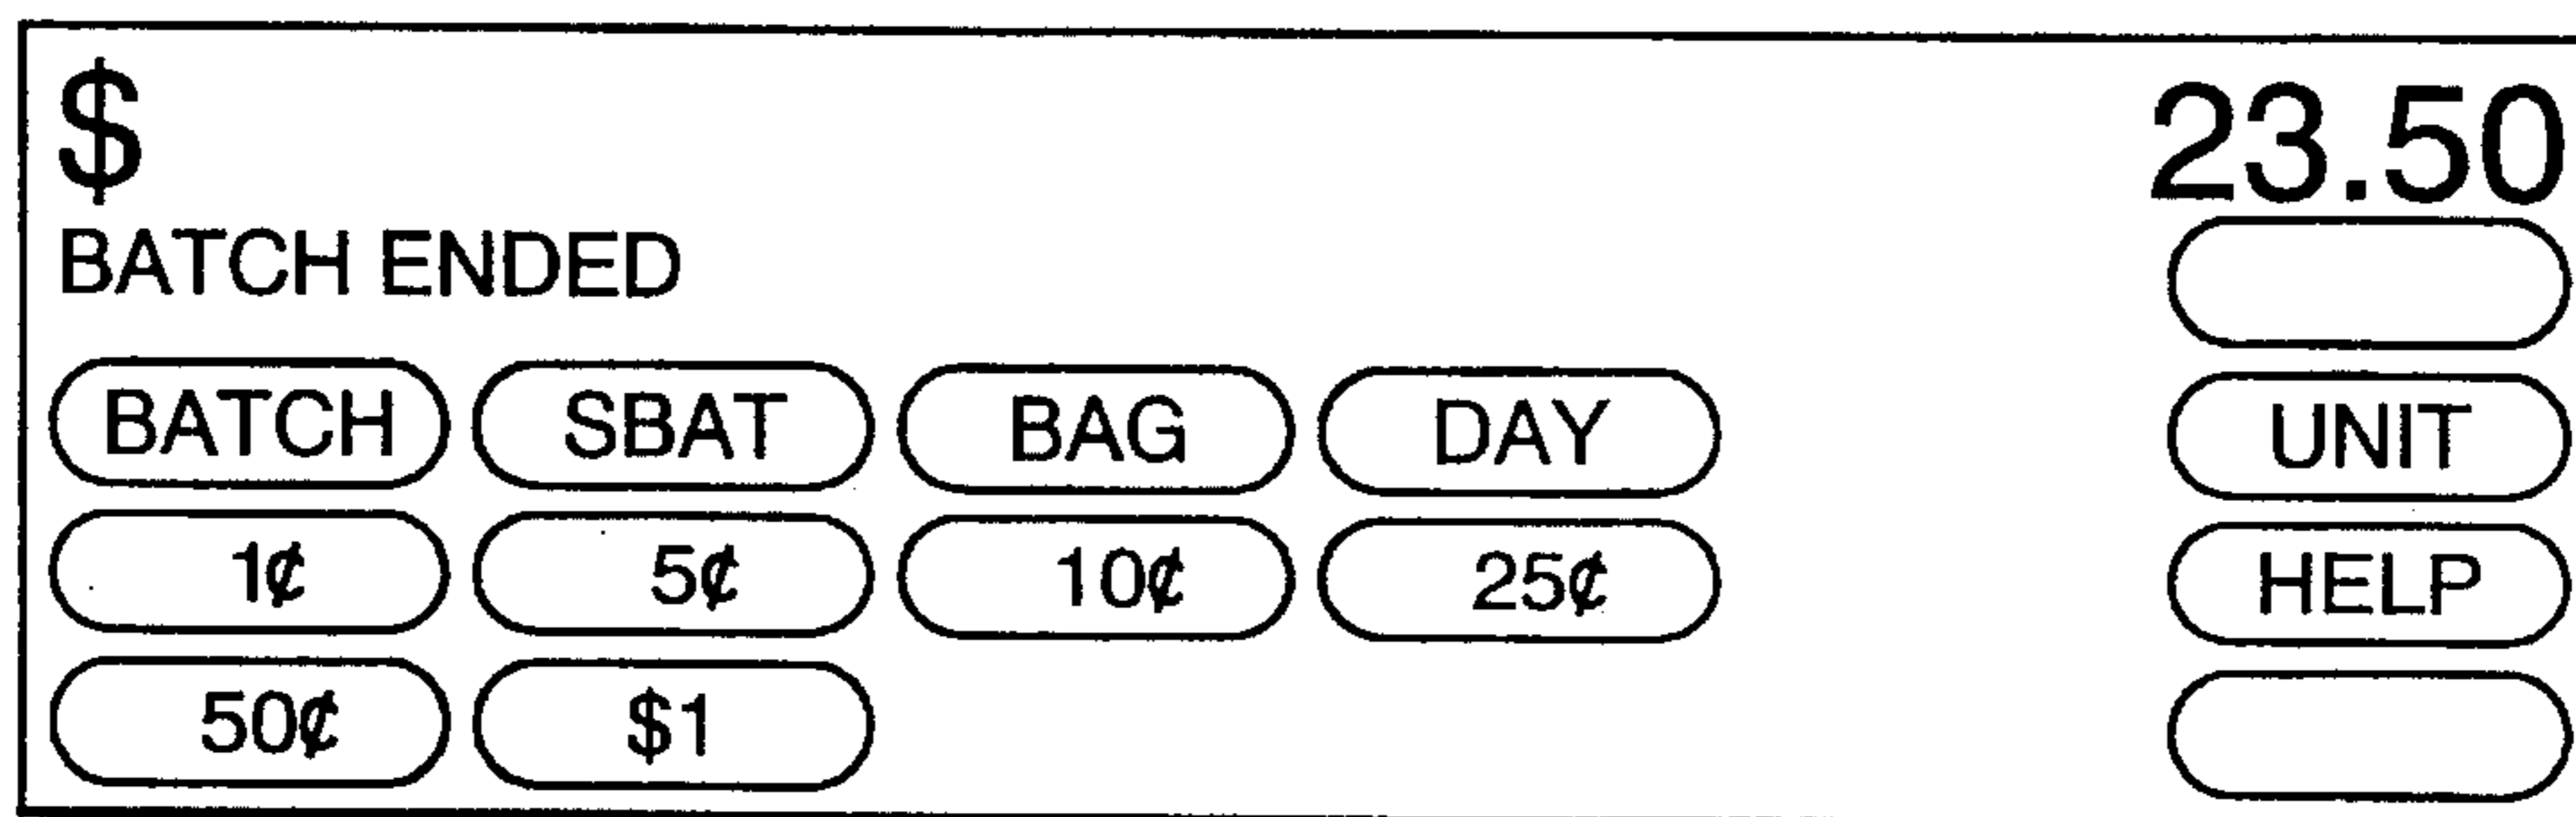 $ 23.50
BATCH ENDED
BATCH SBAT BAG DAY UNIT
1¢ 5¢ 10¢ 25¢ HELP
50¢ $1